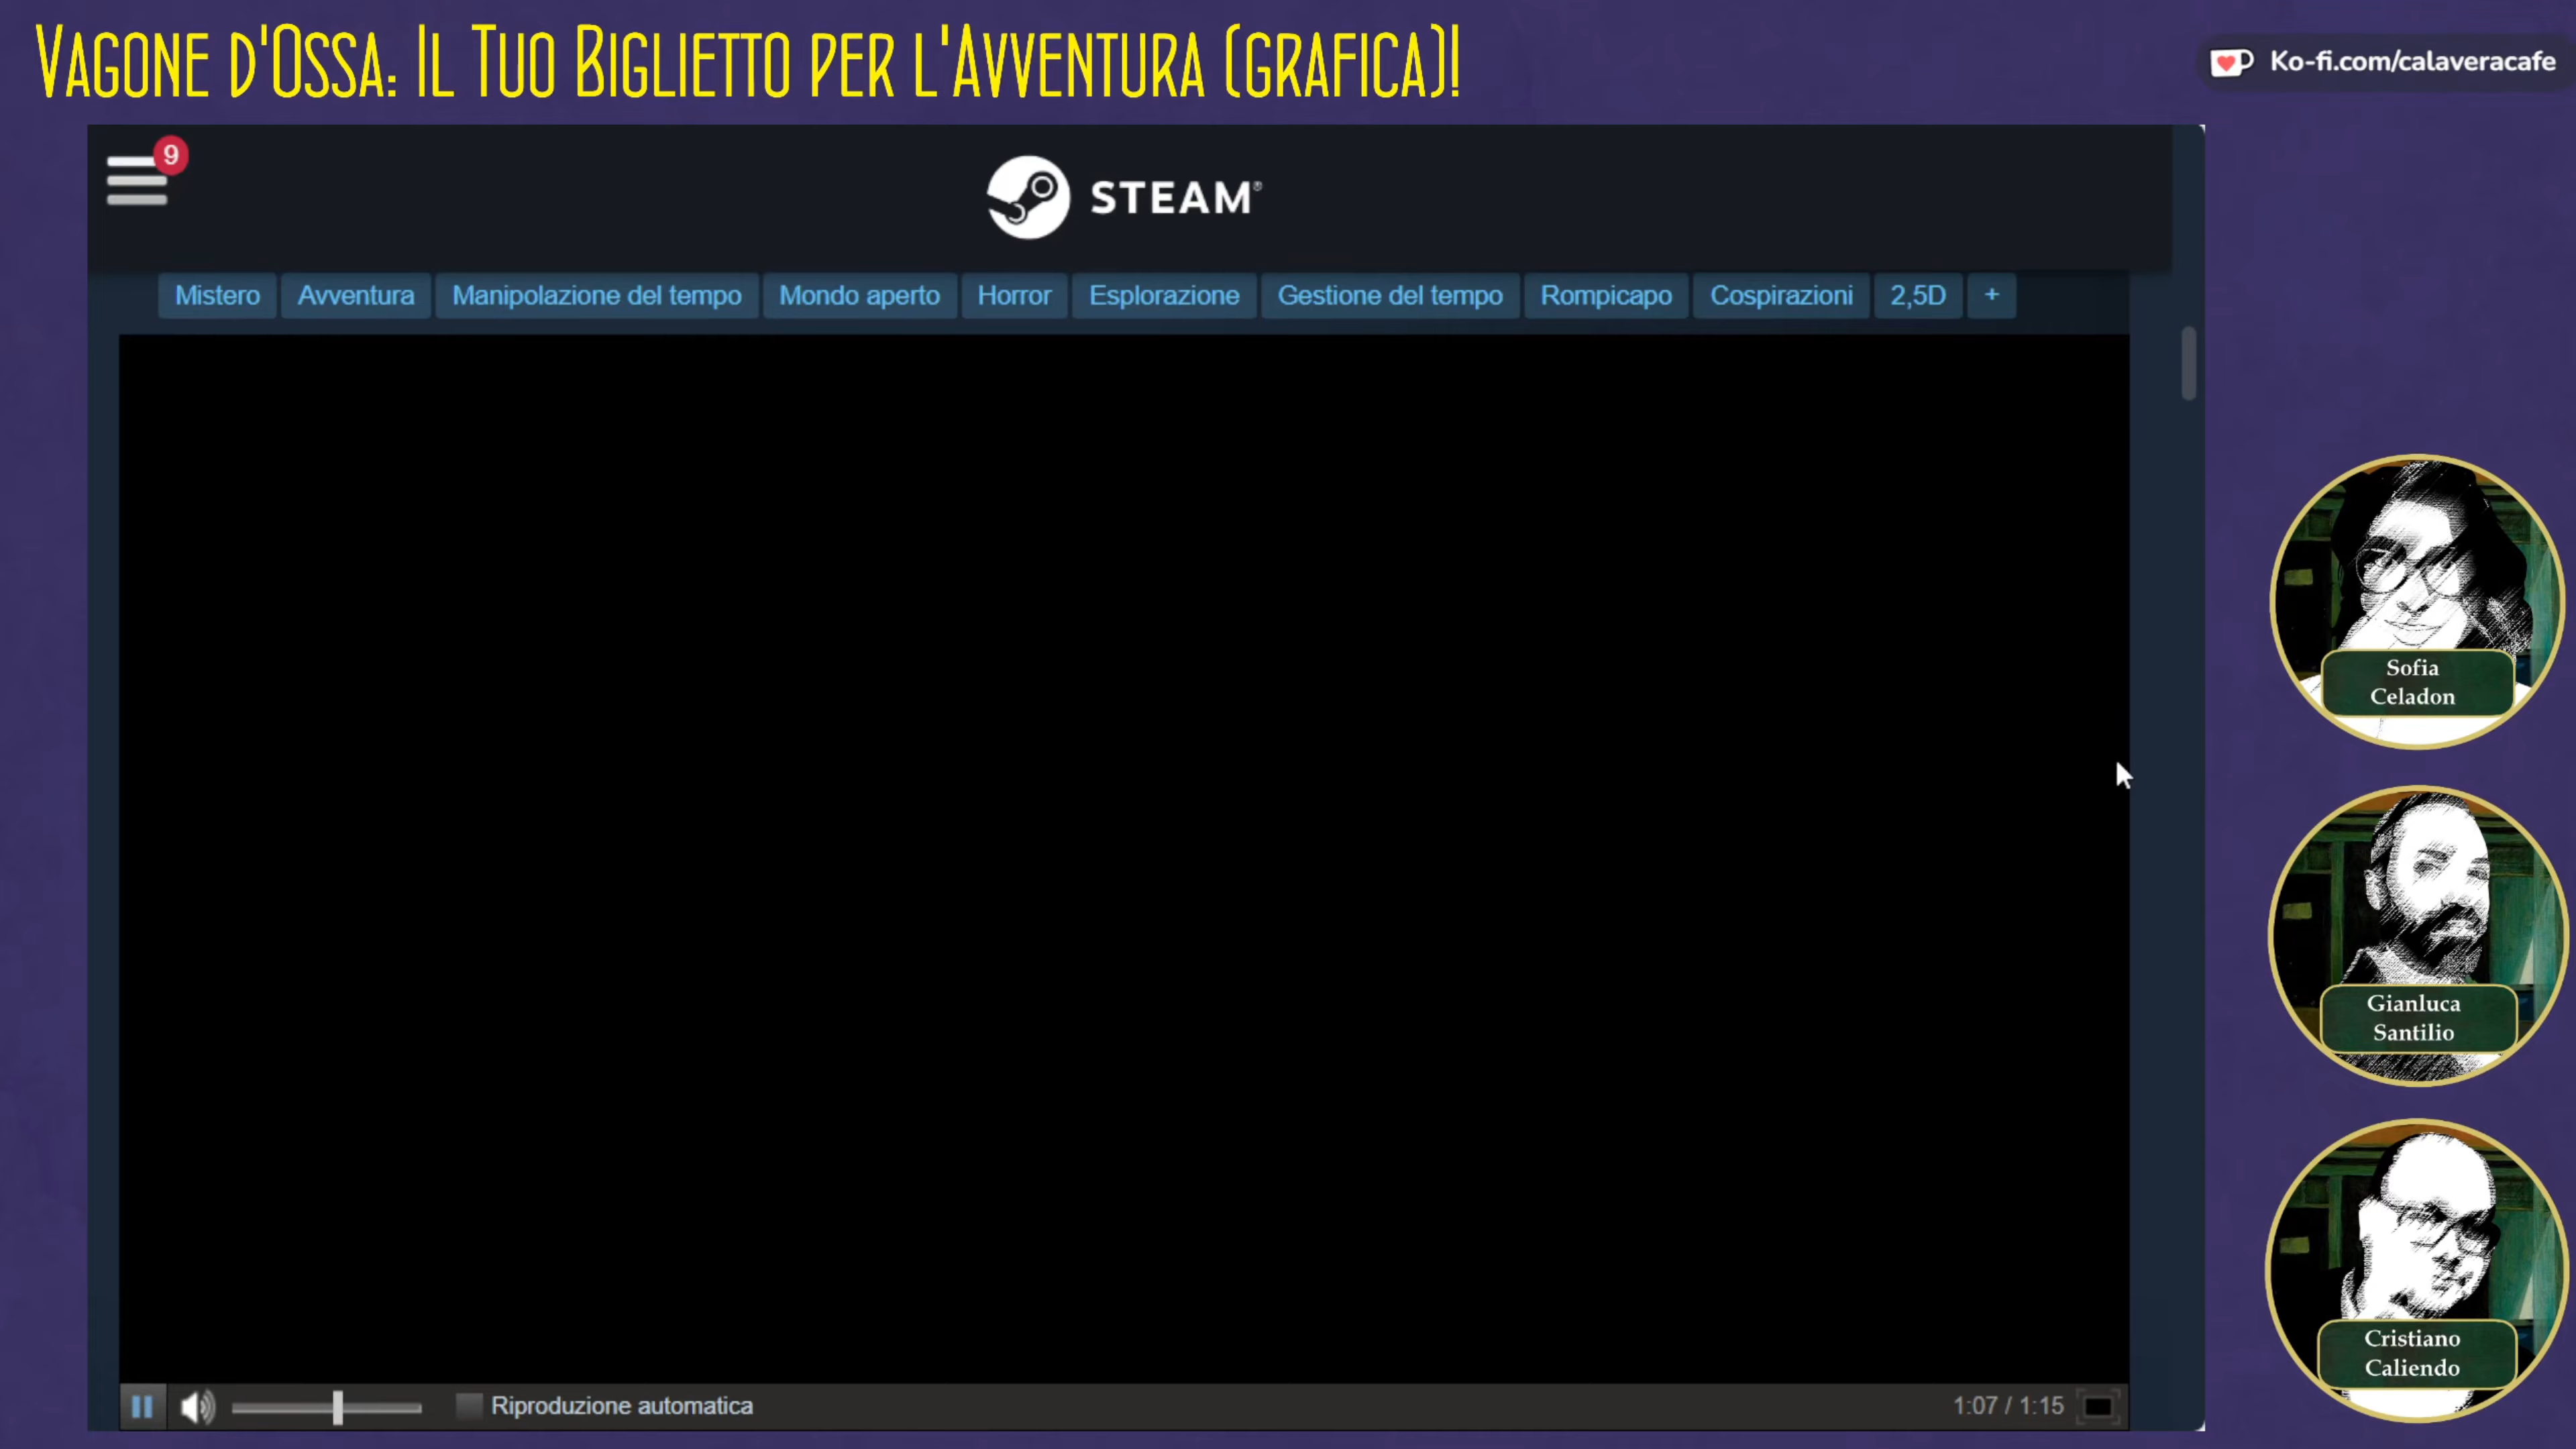 VAGONE D'OSSA: IL TUO BIGLIETTO PER L'AVVENTURA (GRAFICA)!
Ko-fi.com/calaveracafe
9
STEAM®
Mistero Avventura Manipolazione del tempo Mondo aperto Horror Esplorazione Gestione del tempo Rompicapo Cospirazioni 2,5D +
Sofia
Celadon
Gianluca
Santilio
Cristiano
Caliendo
Riproduzione automatica 1:07 / 1:15